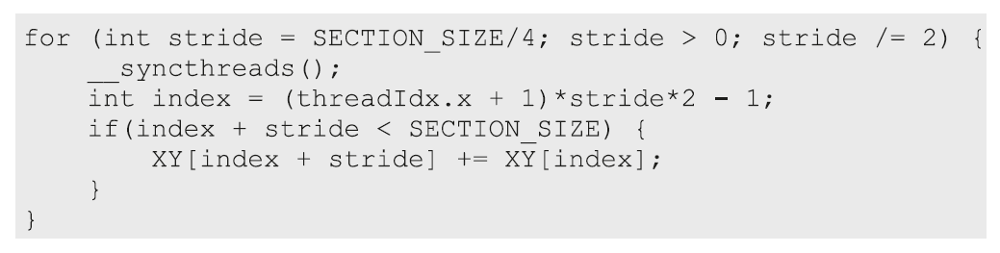 for (int stride = SECTION_SIZE/4; stride > 0; stride /= 2) {
    __syncthreads();
    int index = (threadIdx.x + 1)*stride*2 - 1;
    if(index + stride < SECTION_SIZE) {
        XY[index + stride] += XY[index];
    }
}